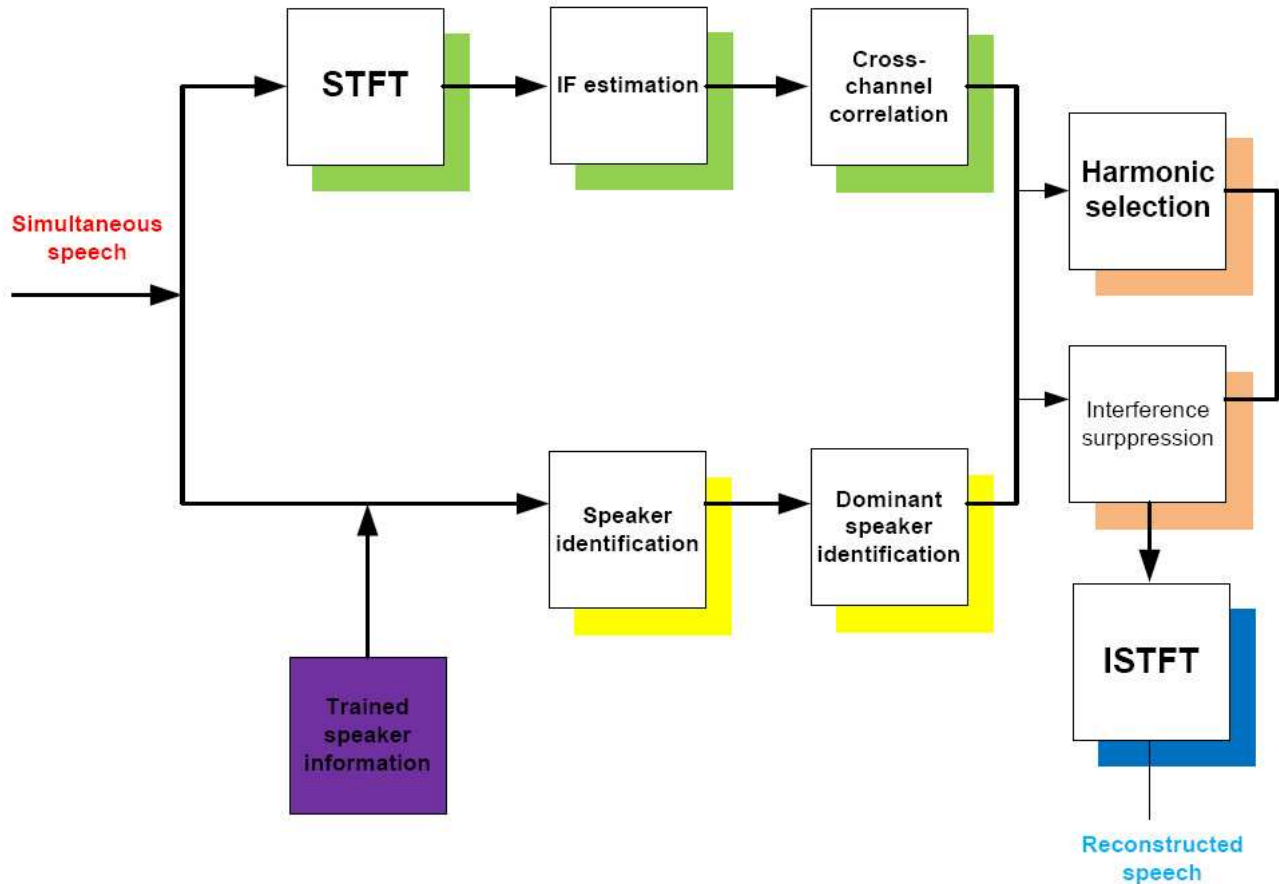 STFT
IF estimation
Cross-
channel
correlation
Harmonic
selection
Simultaneous
speech
Interference
surppression
Speaker
identification
Dominant
speaker
identification
ISTFT
Trained
speaker
information
Reconstructed
speech